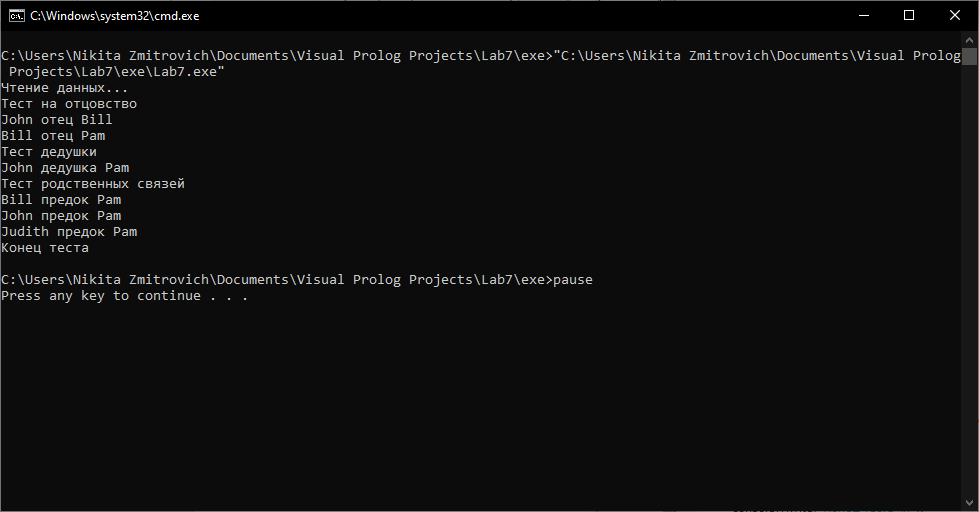 C:\Windows\system32\cmd.exe
C:\Users\Nikita Zmitrovich\Documents\Visual Prolog Projects\Lab7\exe>"C:\Users\Nikita Zmitrovich\Documents\Visual Prolog
 Projects\Lab7\exe\Lab7.exe"
Чтение данных...
Тест на отцовство
John отец Bill
Bill отец Pam
Тест дедушки
John дедушка Pam
Тест родственных связей
Bill предок Pam
John предок Pam
Judith предок Pam
Конец теста
C:\Users\Nikita Zmitrovich\Documents\Visual Prolog Projects\Lab7\exe>pause
Press any key to continue . . .